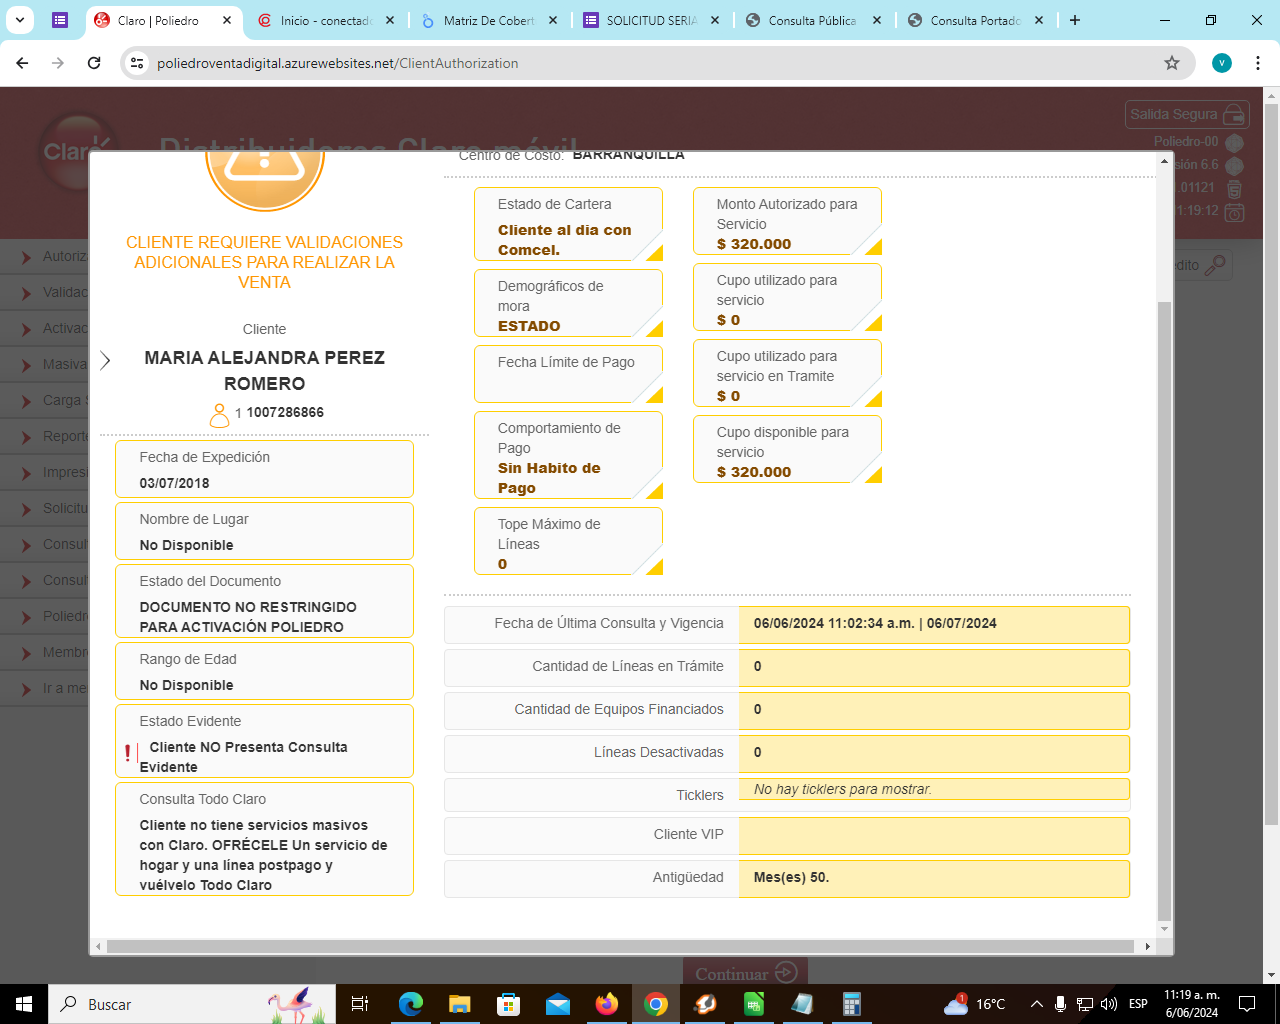 Claro | Poliedro
Inicio - conectad
Matriz De Cobert
SOLICITUD SERIA
Consulta Pública
Consulta Portado
poliedroventadigital.azurewebsites.net/ClientAuthorization
V
Claro
Distribuidores Claro móvil
Salida Segura
Poliedro-00
sión 6.6
.01121
1:19:12
Autoriz
Validac
Activac
Masiva
Carga S
Reporte
Impresi
Solicitu
Consul
Consul
Poliedr
Membr
Ir a me
édito
Centro de Costo: BARRANQUILLA
CLIENTE REQUIERE VALIDACIONES
ADICIONALES PARA REALIZAR LA
VENTA
Cliente
MARIA ALEJANDRA PEREZ
ROMERO
1 1007286866
Fecha de Expedición
03/07/2018
Nombre de Lugar
No Disponible
Estado del Documento
DOCUMENTO NO RESTRINGIDO
PARA ACTIVACIÓN POLIEDRO
Rango de Edad
No Disponible
Estado Evidente
Cliente NO Presenta Consulta
Evidente
Consulta Todo Claro
Cliente no tiene servicios masivos
con Claro. OFRÉCELE Un servicio de
hogar y una línea postpago y
vuélvelo Todo Claro
Estado de Cartera
Cliente al dia con
Comcel.
Demográficos de
mora
ESTADO
Fecha Límite de Pago
Comportamiento de
Pago
Sin Habito de
Pago
Tope Máximo de
Líneas
0
Monto Autorizado para
Servicio
$ 320.000
Cupo utilizado para
servicio
$ 0
Cupo utilizado para
servicio en Tramite
$ 0
Cupo disponible para
servicio
$ 320.000
Fecha de Última Consulta y Vigencia 06/06/2024 11:02:34 a.m. | 06/07/2024
Cantidad de Líneas en Trámite 0
Cantidad de Equipos Financiados 0
Líneas Desactivadas 0
Ticklers No hay ticklers para mostrar.
Cliente VIP
Antigüedad Mes(es) 50.
Continuar
Buscar
1
16°C
ESP
11:19 a. m.
6/06/2024